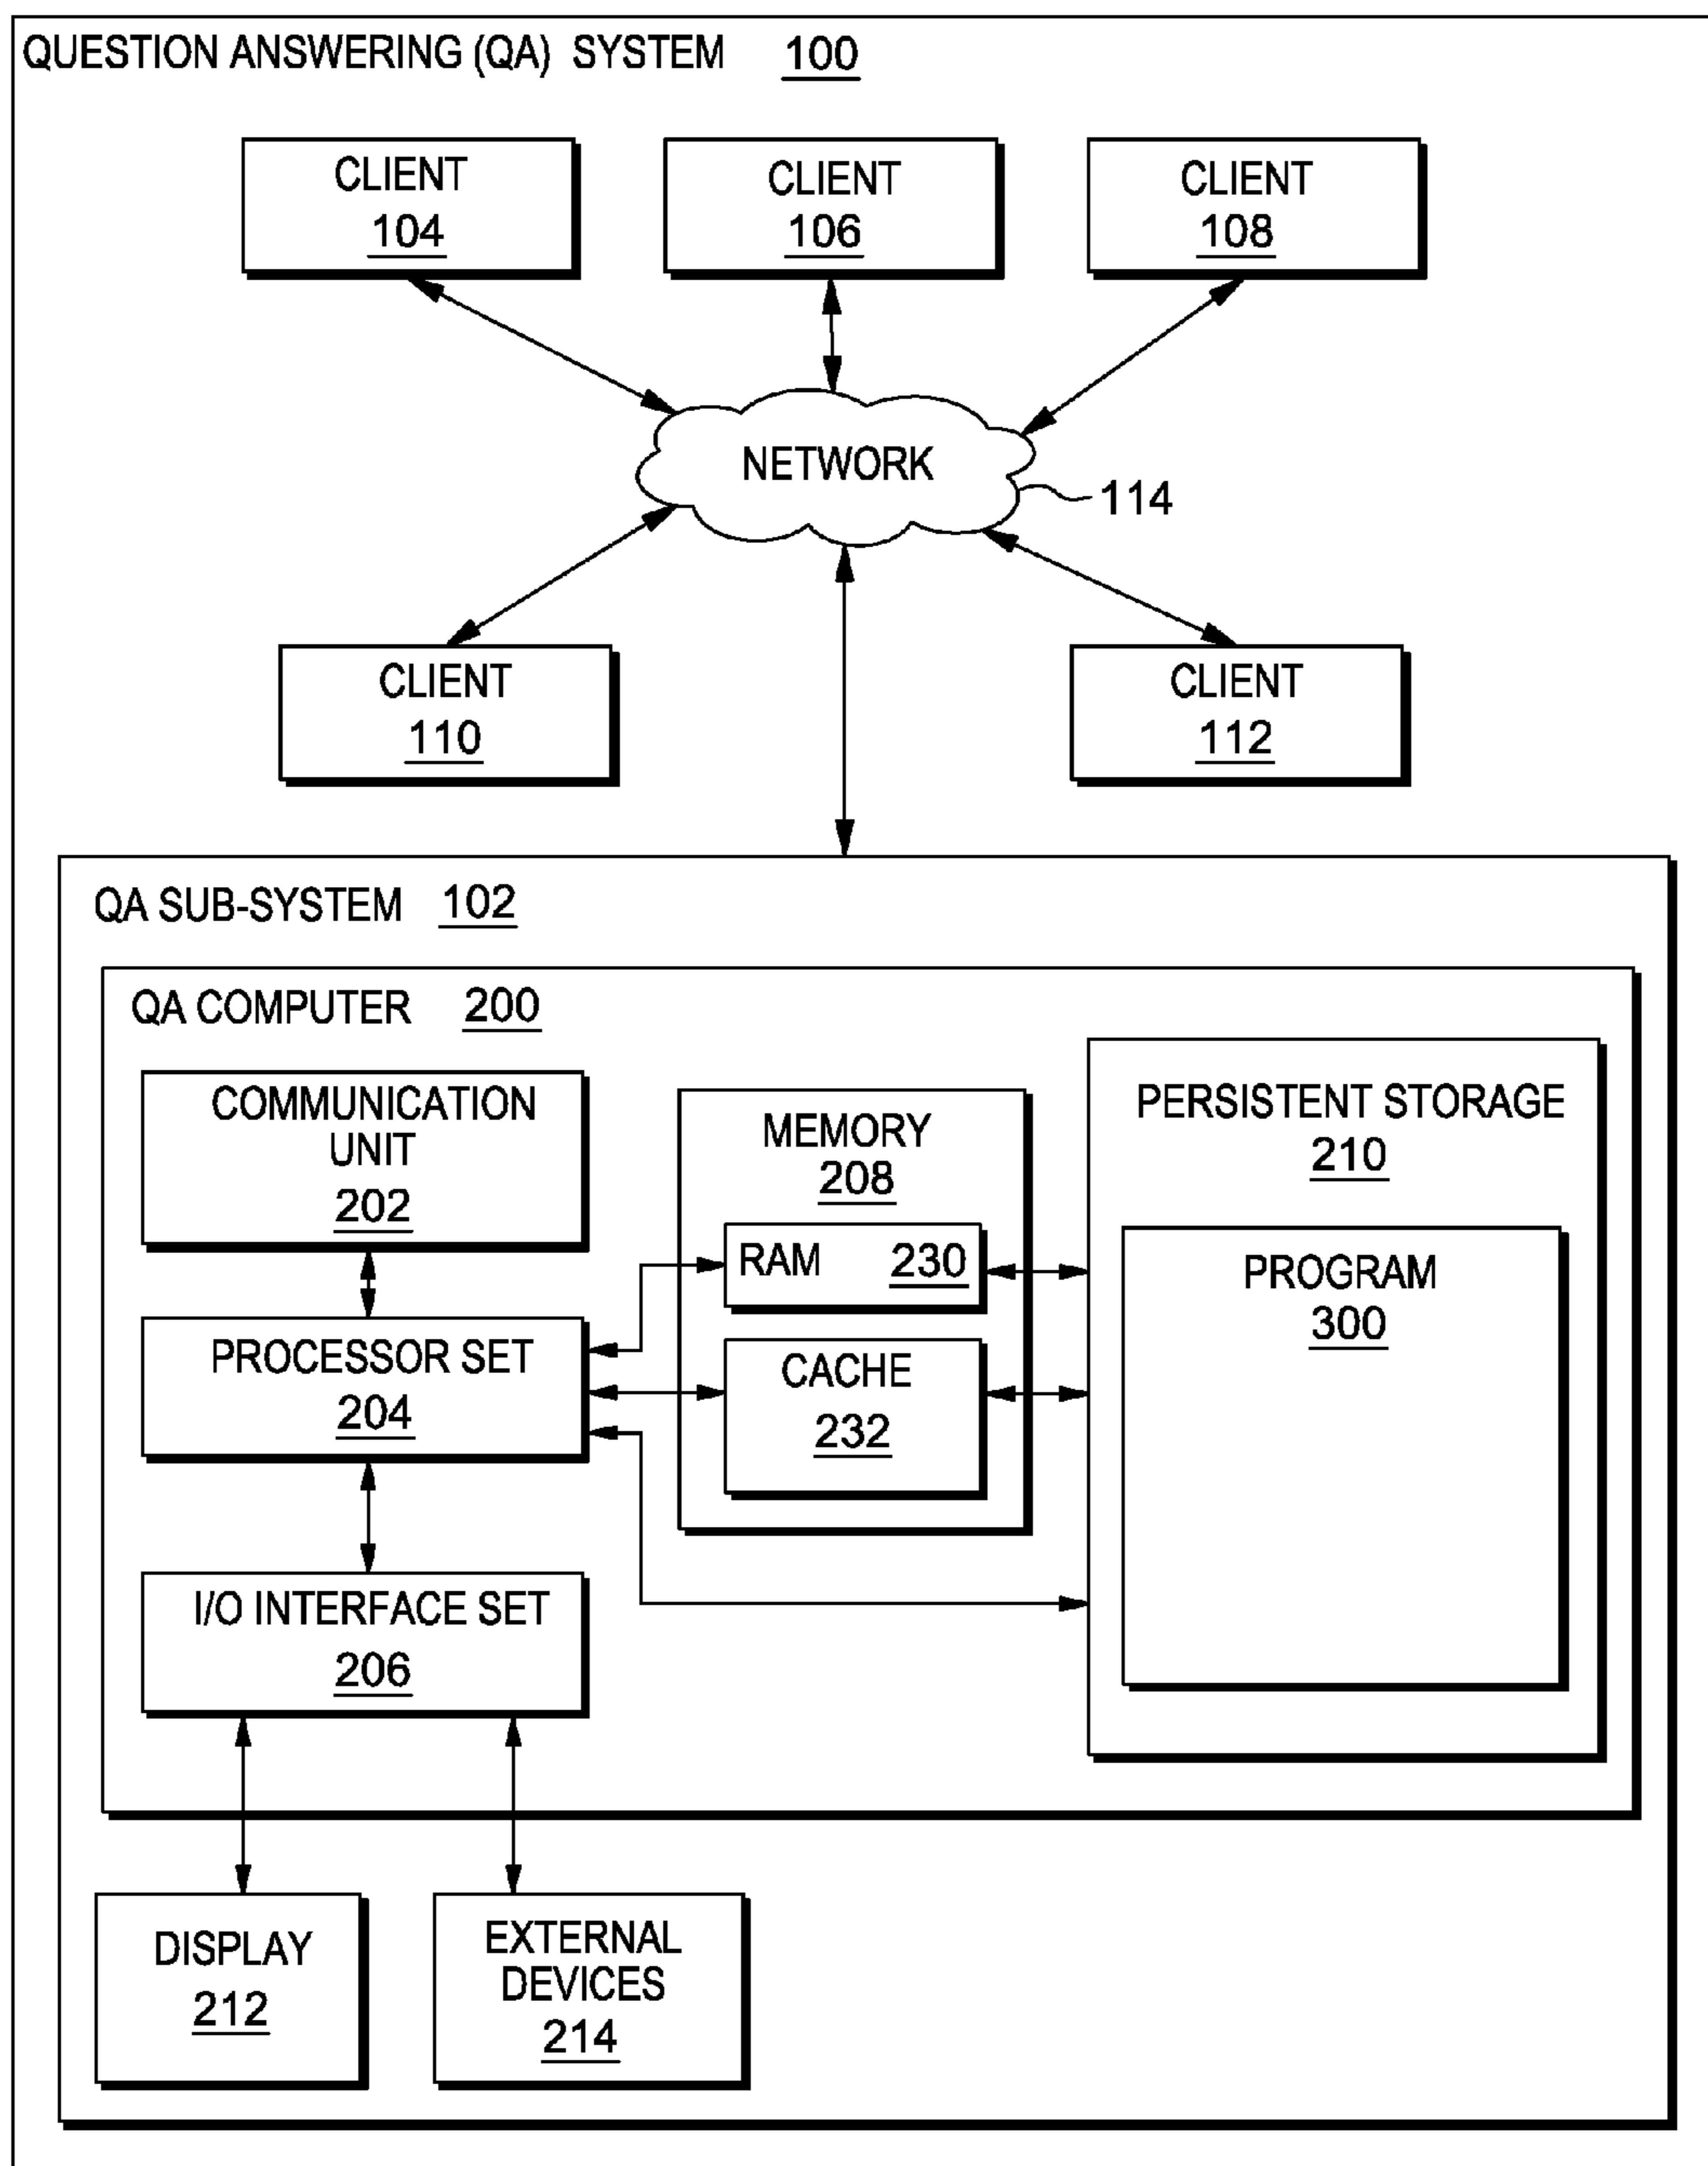 QUESTION ANSWERING (QA) SYSTEM 100
CLIENT
104
CLIENT
106
CLIENT
108
NETWORK
114
CLIENT
110
CLIENT
112
QA SUB-SYSTEM 102
QA COMPUTER 200
COMMUNICATION
UNIT
202
PROCESSOR SET
204
I/O INTERFACE SET
206
MEMORY
208
RAM 230
CACHE
232
PERSISTENT STORAGE
210
PROGRAM
300
DISPLAY
212
EXTERNAL
DEVICES
214